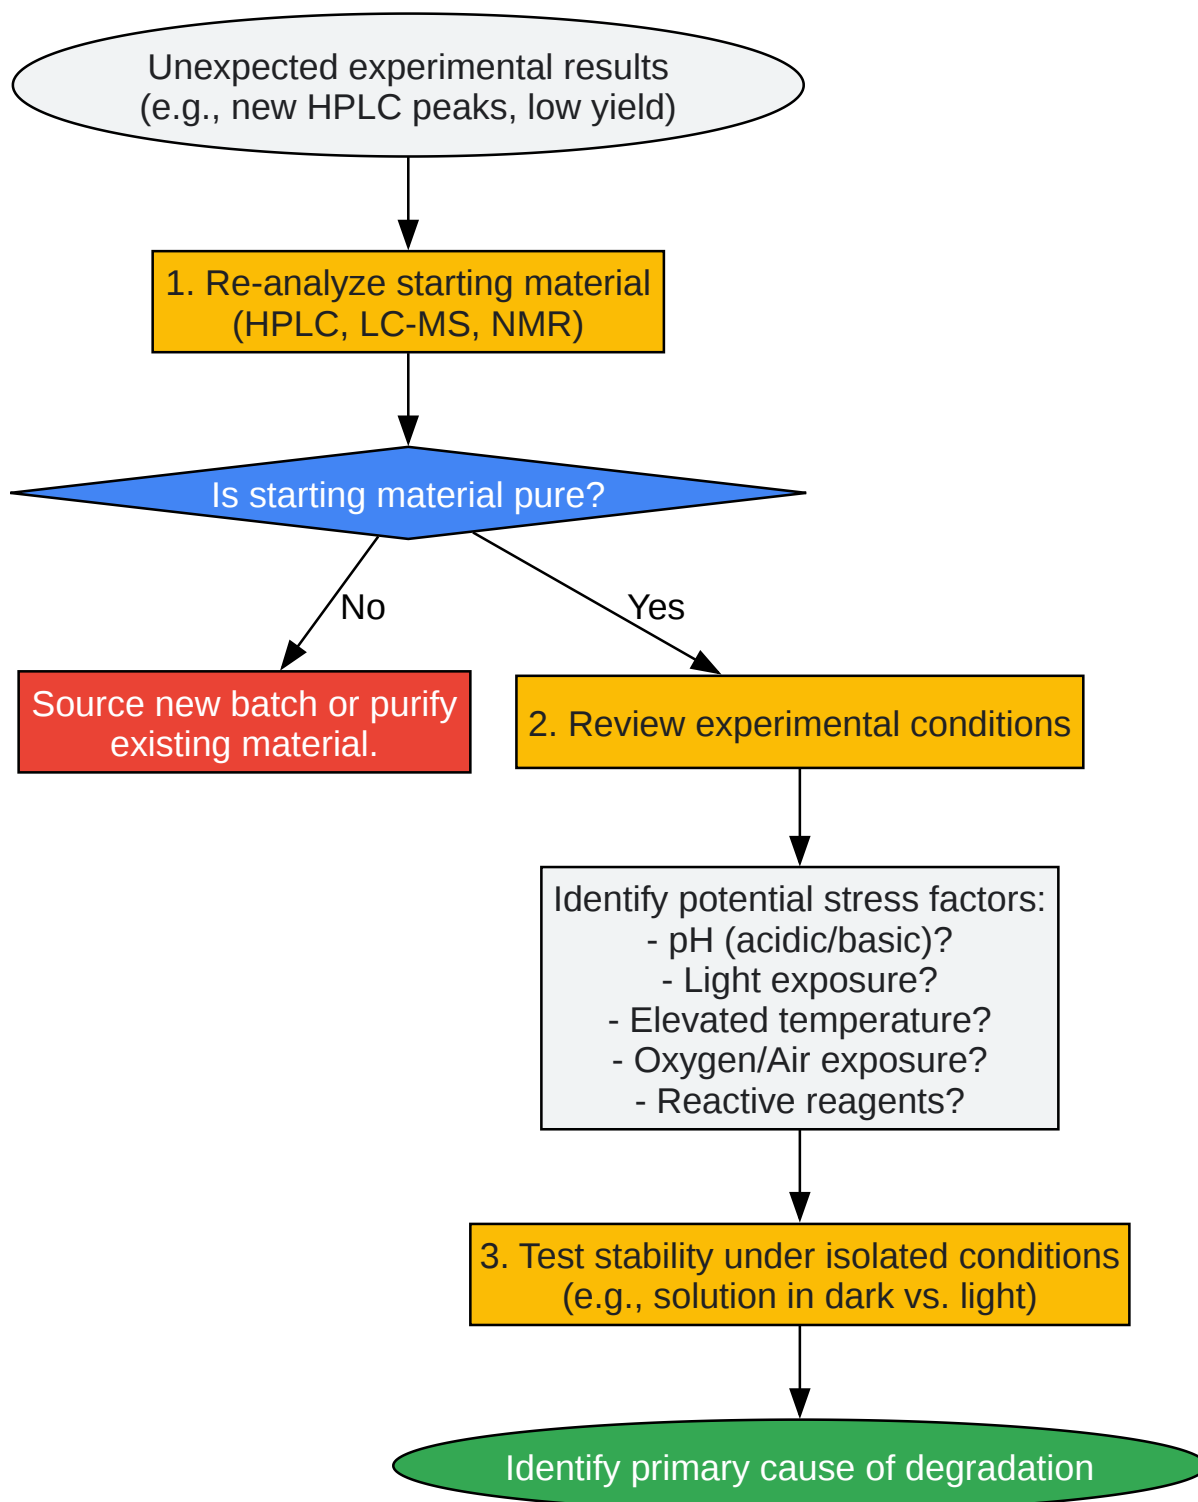 Unexpected experimental results
(e.g., new HPLC peaks, low yield)
1. Re-analyze starting material
(HPLC, LC-MS, NMR)
Is starting material pure?
No
Yes
Source new batch or purify
existing material.
2. Review experimental conditions
Identify potential stress factors:
- pH (acidic/basic)?
- Light exposure?
- Elevated temperature?
- Oxygen/Air exposure?
- Reactive reagents?
3. Test stability under isolated conditions
(e.g., solution in dark vs. light)
Identify primary cause of degradation